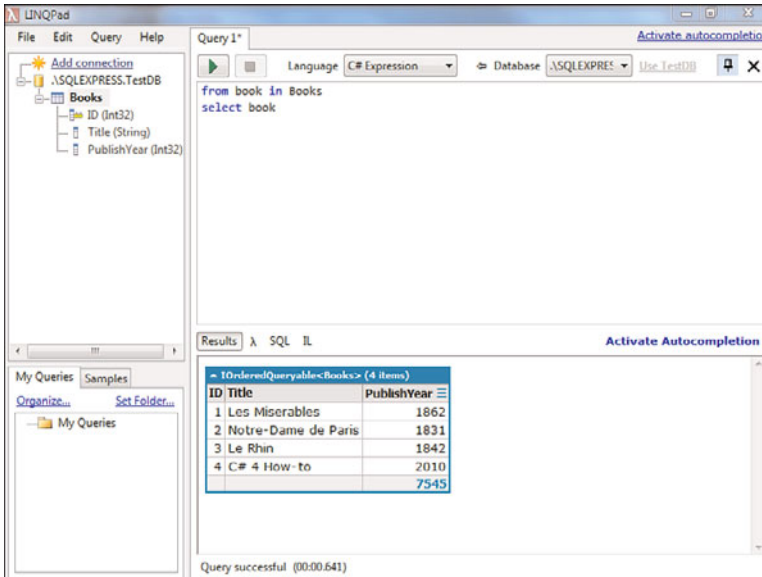 LINQPad
File Edit Query Help
Add connection
.\SQLEXPRESS.TestDB
Books
ID (Int32)
Title (String)
PublishYear (Int32)
My Queries Samples
Organize... Set Folder...
My Queries
Query 1* Activate autocompletio
Language C# Expression Database .\SQLEXPRES Use TestDB
from book in Books
select book
Results λ SQL IL Activate Autocompletion
IOrderedQueryable<Books> (4 items)
ID Title PublishYear
1 Les Miserables 1862
2 Notre-Dame de Paris 1831
3 Le Rhin 1842
4 C# 4 How-to 2010
7545
Query successful (00:00.641)